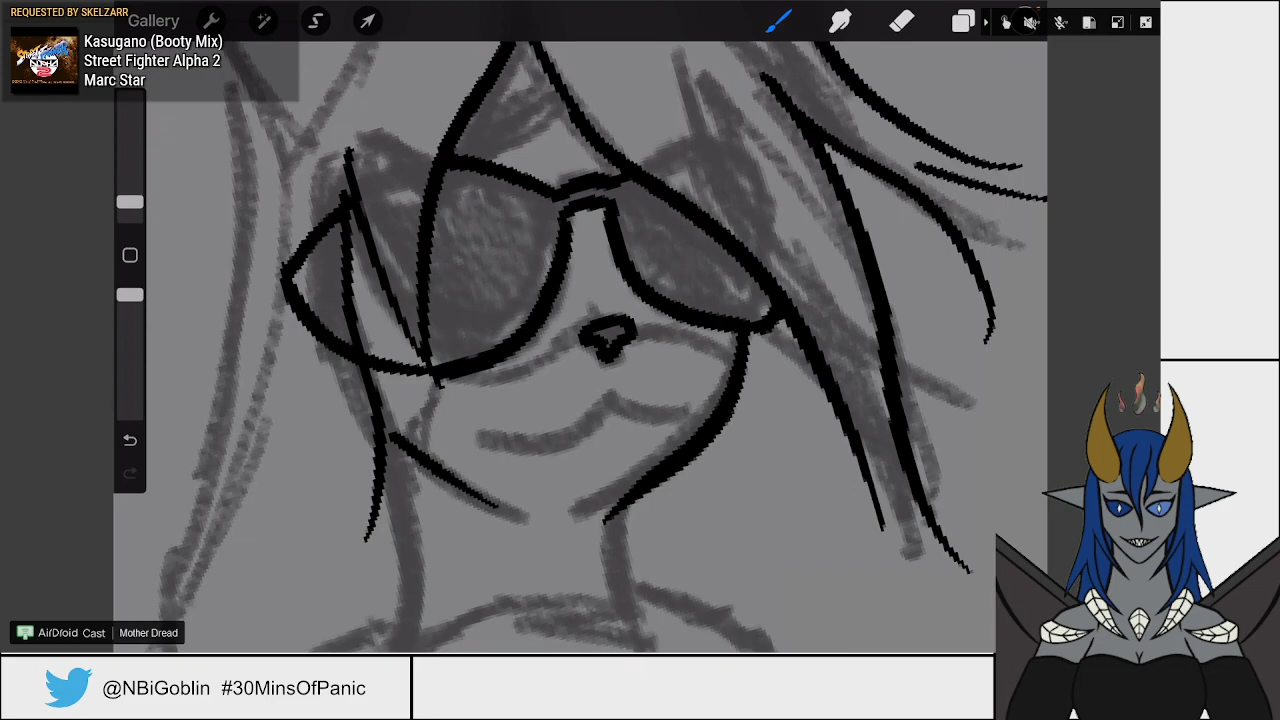 REQUESTED BY SKELZARR
Gallery
Kasugano (Booty Mix)
Street Fighter Alpha 2
Marc Star
AirDroid Cast | Mother Dread
@NBiGoblin #30MinsOfPanic